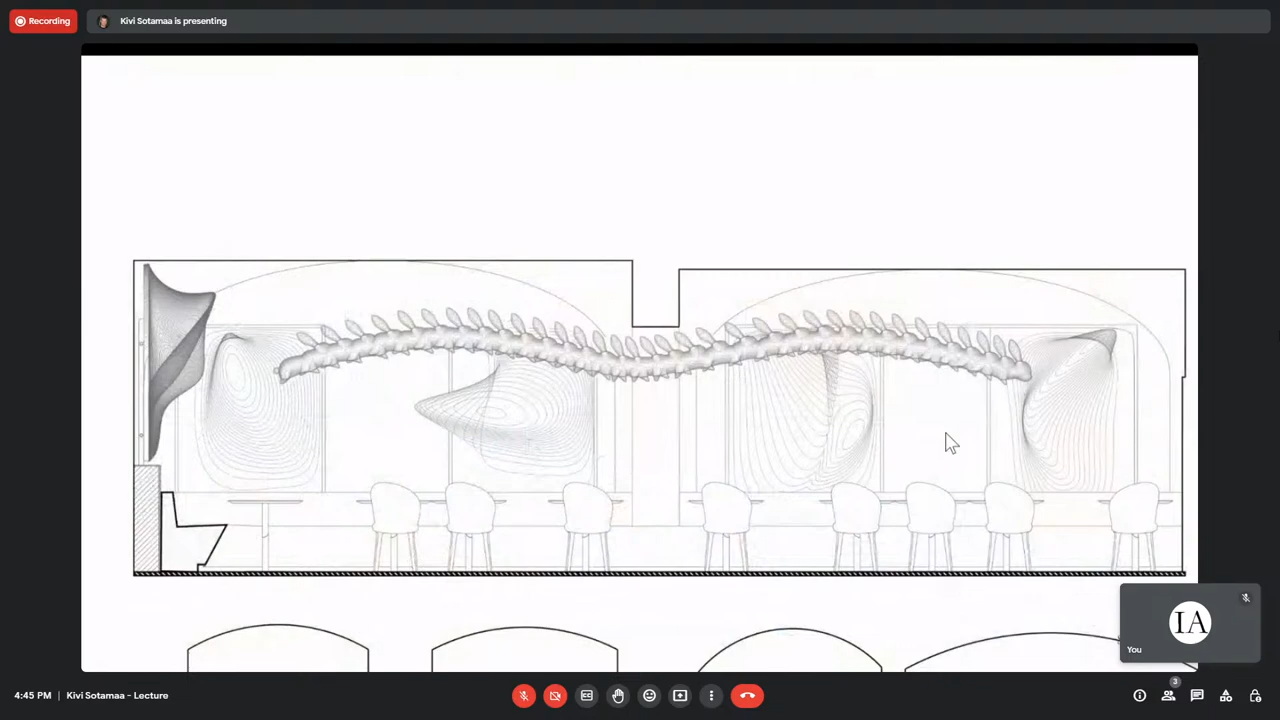 Recording
Kivi Sotamaa is presenting
IA
You
3
4:45 PM | Kivi Sotamaa - Lecture